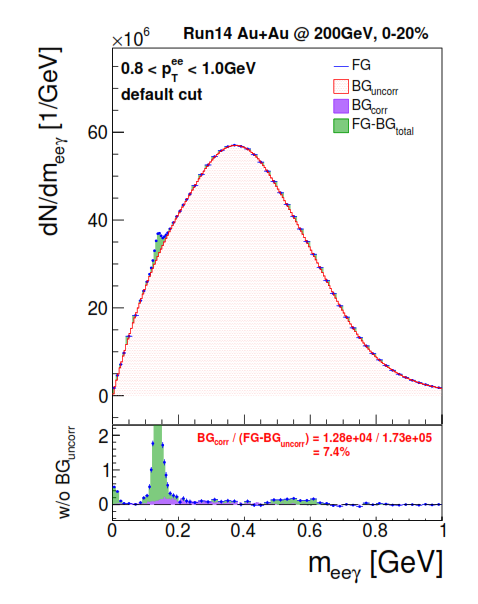 ×10⁶ Run14 Au+Au @ 200GeV, 0-20%
0.8 < p_T^ee < 1.0GeV
default cut
FG
BG_uncorr
BG_corr
FG-BG_total
dN/dm_eeγ [1/GeV]
60
40
20
0
BG_corr / (FG-BG_uncorr) = 1.28e+04 / 1.73e+05
= 7.4%
w/o BG_uncorr
2
1
0
0 0.2 0.4 0.6 0.8 1
m_eeγ [GeV]